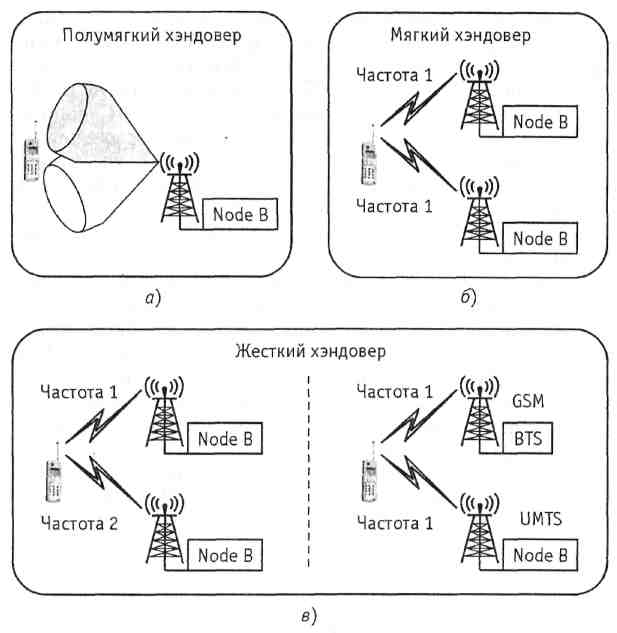 Полумягкий хэндовер
Node B
а)
Мягкий хэндовер
Частота 1
Node B
Частота 1
Node B
б)
Жесткий хэндовер
Частота 1
Node B
Частота 2
Node B
Частота 1
GSM
BTS
Частота 1
UMTS
Node B
в)